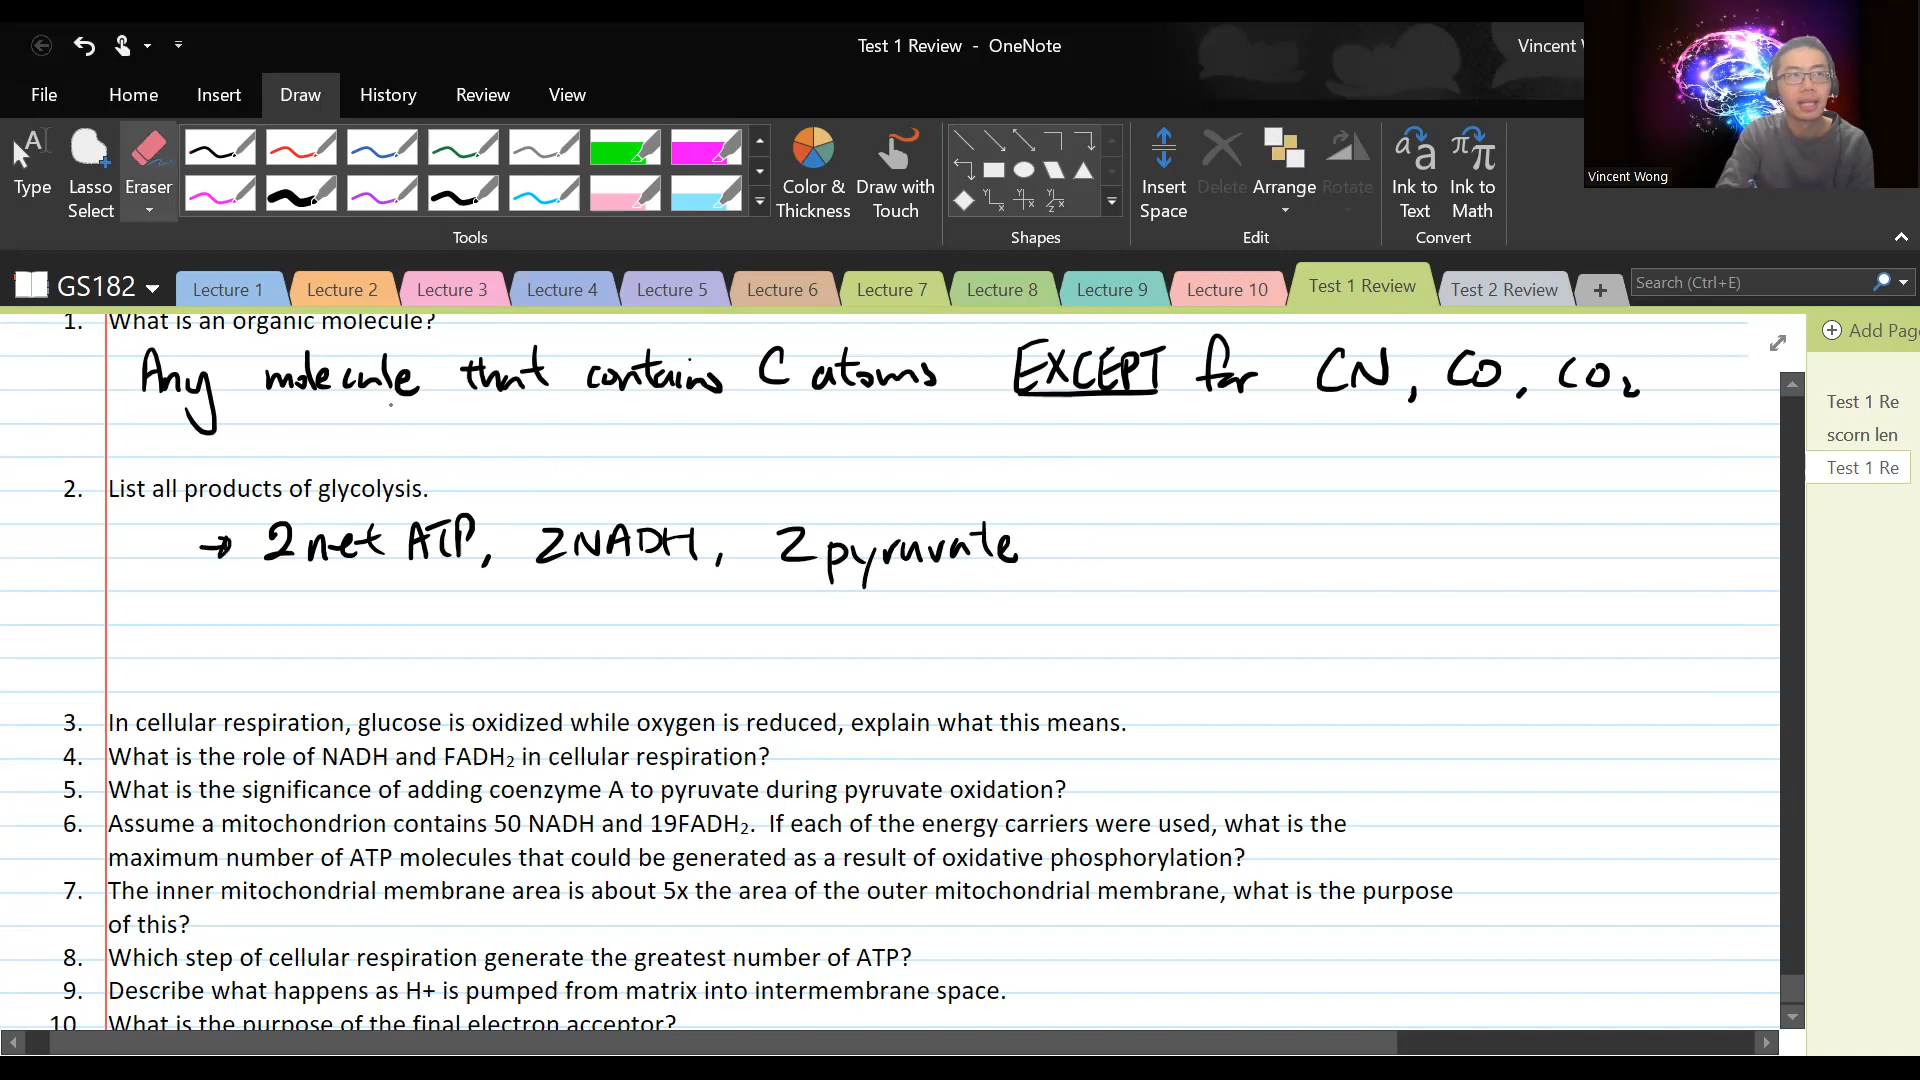 Test 1 Review - OneNote
Vincent W
File Home Insert Draw History Review View
Type
Lasso Select
Eraser
Color & Thickness
Draw with Touch
Insert Space
Delete
Arrange
Rotate
Ink to Text
Ink to Math
Tools Shapes Edit Convert
Vincent Wong
GS182 Lecture 1 Lecture 2 Lecture 3 Lecture 4 Lecture 5 Lecture 6 Lecture 7 Lecture 8 Lecture 9 Lecture 10 Test 1 Review Test 2 Review + Search (Ctrl+E)
1. What is an organic molecule?
Any molecule that contains C atoms EXCEPT for CN, CO, CO₂
2. List all products of glycolysis.
→ 2 net ATP, 2NADH, 2 pyruvate
3. In cellular respiration, glucose is oxidized while oxygen is reduced, explain what this means.
4. What is the role of NADH and FADH₂ in cellular respiration?
5. What is the significance of adding coenzyme A to pyruvate during pyruvate oxidation?
6. Assume a mitochondrion contains 50 NADH and 19FADH₂. If each of the energy carriers were used, what is the
maximum number of ATP molecules that could be generated as a result of oxidative phosphorylation?
7. The inner mitochondrial membrane area is about 5x the area of the outer mitochondrial membrane, what is the purpose
of this?
8. Which step of cellular respiration generate the greatest number of ATP?
9. Describe what happens as H+ is pumped from matrix into intermembrane space.
10 What is the purpose of the final electron acceptor?
Add Pag
Test 1 Re
scorn len
Test 1 Re